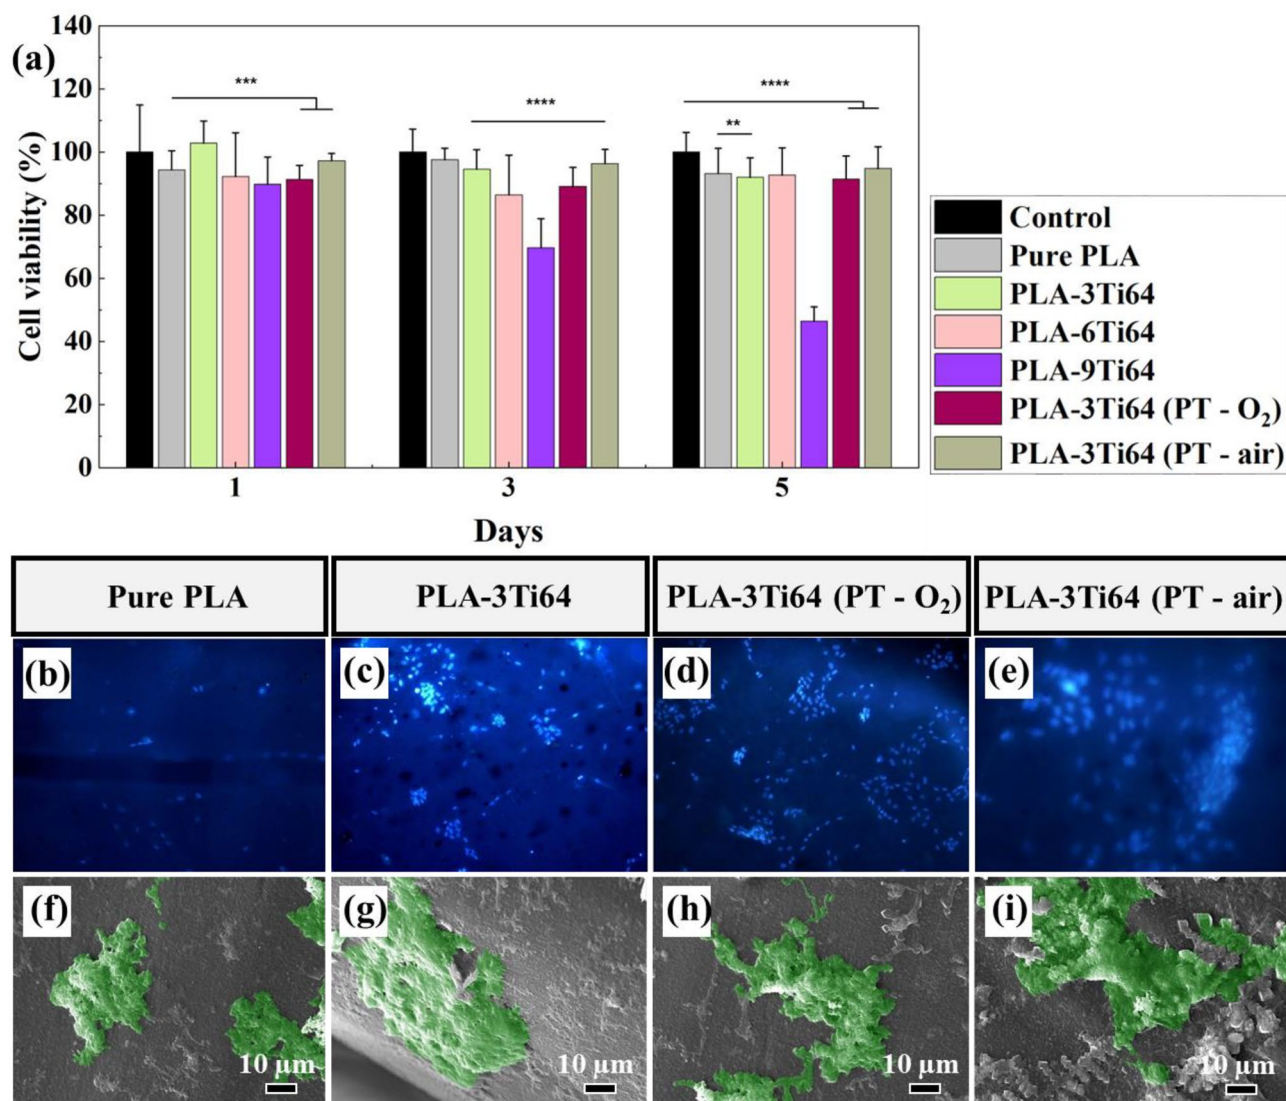 (a)
Cell viability (%)
140
120
100
80
60
40
20
0
***
****
****
**
1
3
5
Days
Control
Pure PLA
PLA-3Ti64
PLA-6Ti64
PLA-9Ti64
PLA-3Ti64 (PT - O₂)
PLA-3Ti64 (PT - air)
Pure PLA
PLA-3Ti64
PLA-3Ti64 (PT - O₂)
PLA-3Ti64 (PT - air)
(b)
(c)
(d)
(e)
(f)
(g)
(h)
(i)
10 µm
10 µm
10 µm
10 µm